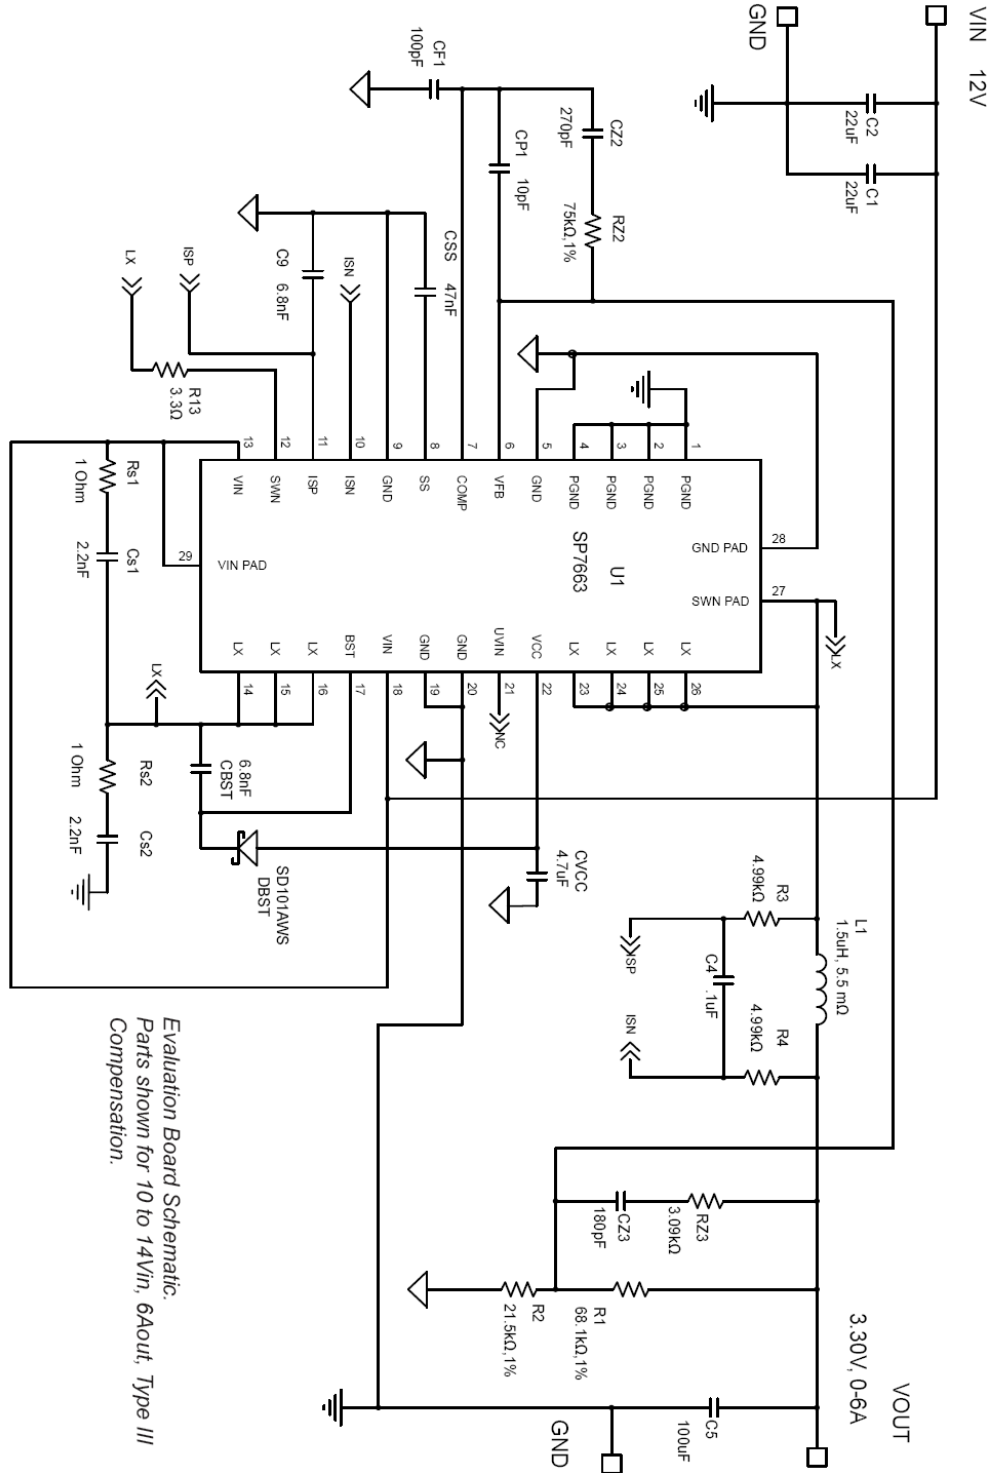 VIN 12V
GND
C2
22uF
C1
22uF
CF1
100pF
CZ2
270pF
CP1
10pF
RZ2
75kΩ,1%
CSS
47nF
C9
6.8nF
ISN
ISP
LX
R13
3.3Ω
U1
SP7663
1
PGND
2
PGND
3
PGND
4
PGND
5
GND
6
VFB
7
COMP
8
SS
9
GND
10
ISN
11
ISP
12
SWN
13
VIN
28
GND PAD
27
SWN PAD
LX
29
VIN PAD
26
LX
25
LX
24
LX
23
LX
22
VCC
21
UVIN
20
GND
19
GND
18
VIN
17
BST
16
LX
15
LX
14
LX
NC
LX
Rs1
1 Ohm
Cs1
2.2nF
Rs2
1 Ohm
Cs2
2.2nF
6.8nF
CBST
SD101AWS
DBST
CVCC
4.7uF
L1
1.5uH, 5.5 mΩ
R3
4.99kΩ
R4
4.99kΩ
C4
.1uF
ISP
ISN
RZ3
3.09kΩ
CZ3
180pF
R1
68.1kΩ,1%
R2
21.5kΩ,1%
C5
100uF
VOUT
3.30V, 0-6A
GND
Evaluation Board Schematic.
Parts shown for 10 to 14Vin, 6Aout, Type III
Compensation.